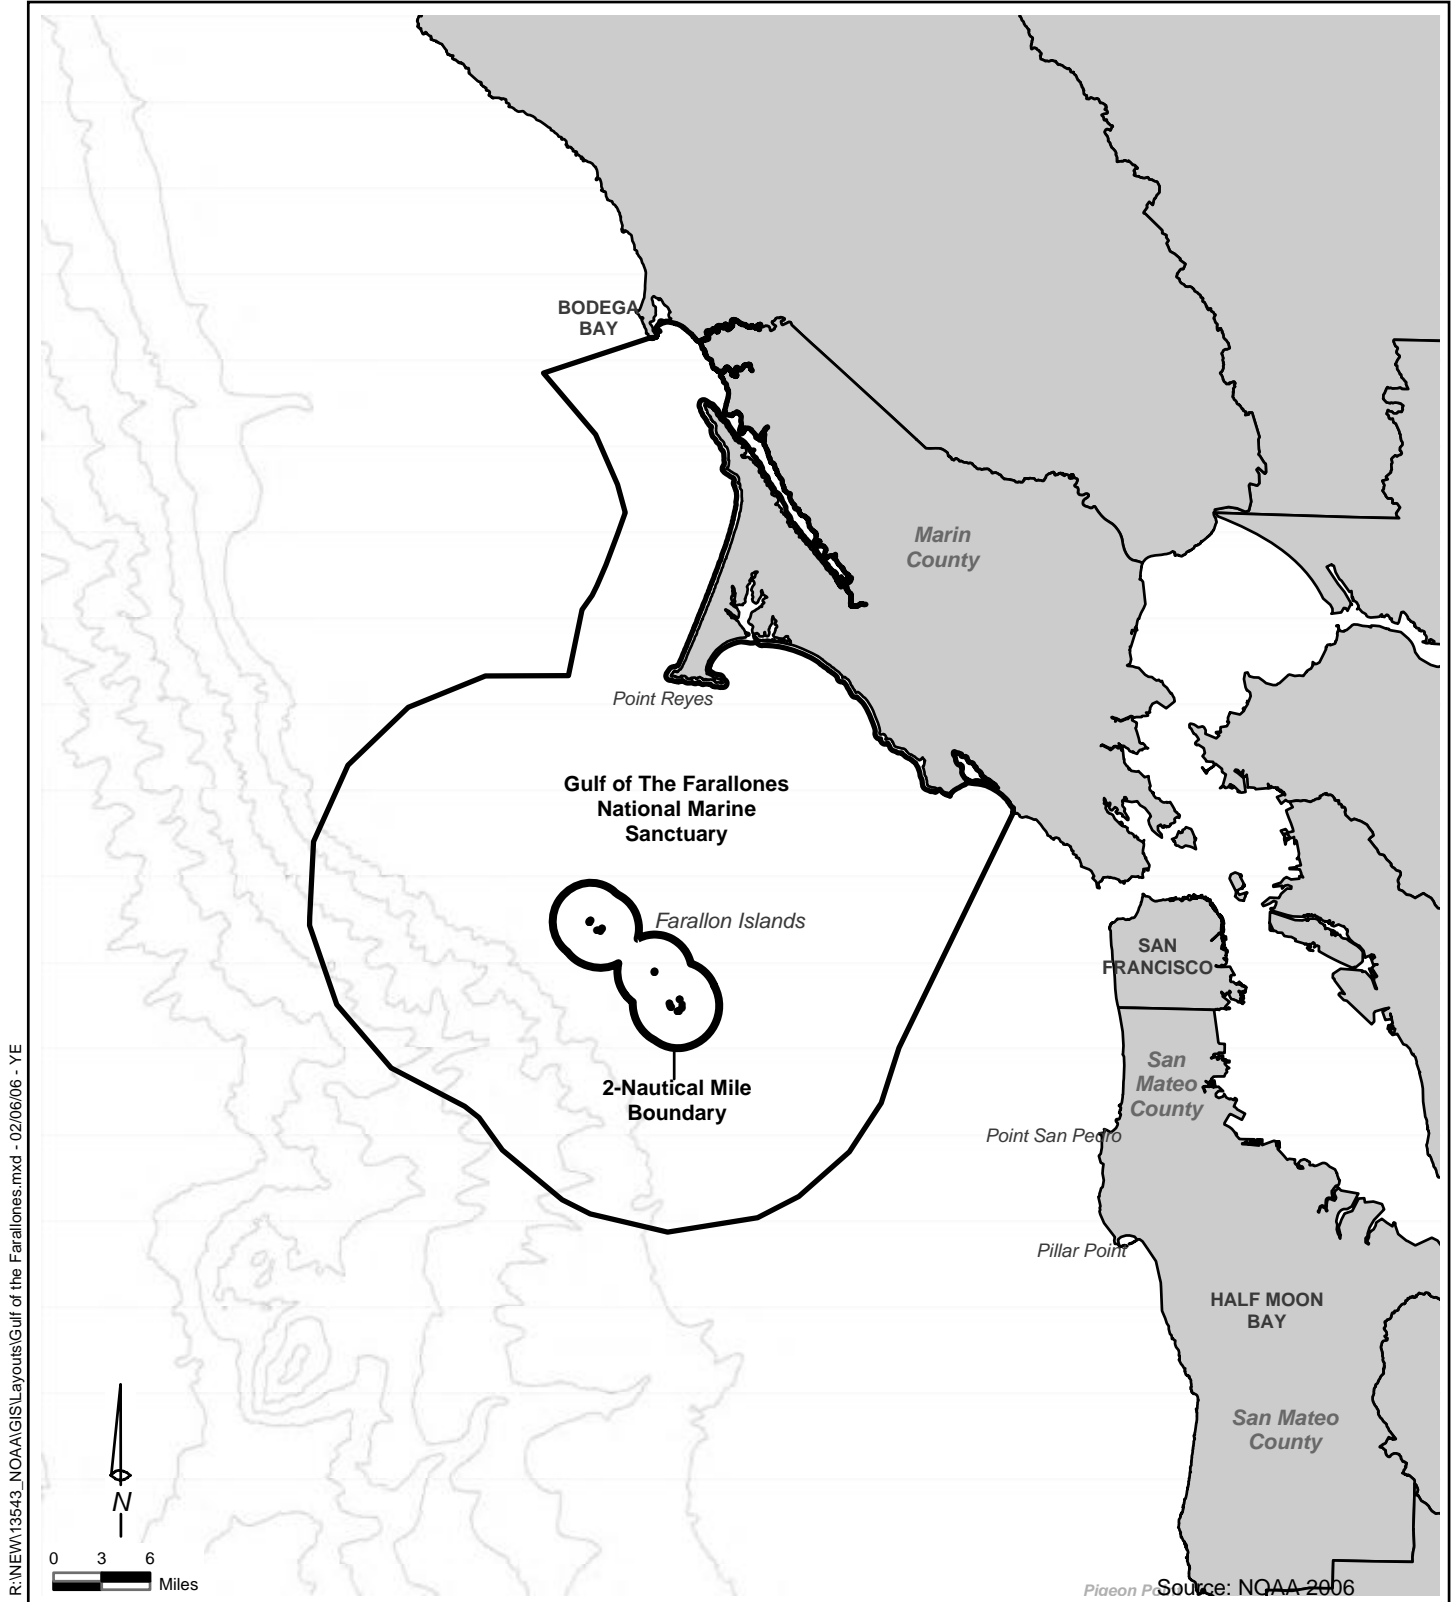 BODEGA
BAY
Marin
County
Point Reyes
Gulf of The Farallones
National Marine
Sanctuary
Farallon Islands
SAN
FRANCISCO
2-Nautical Mile
Boundary
San
Mateo
County
Point San Pedro
Pillar Point
HALF MOON
BAY
San Mateo
County
N
0 3 6
Miles
Pigeon Point
Source: NOAA 2006
R:\NEW\13543_NOAA\GIS\Layouts\Gulf of the Farallones.mxd - 02/06/06 - YE